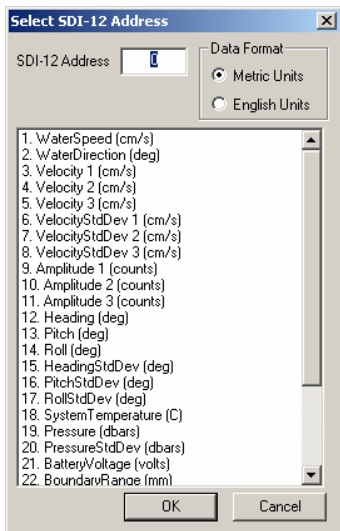 Select SDI-12 Address
SDI-12 Address
0
Data Format
Metric Units
English Units
1. WaterSpeed (cm/s)
2. WaterDirection (deg)
3. Velocity 1 (cm/s)
4. Velocity 2 (cm/s)
5. Velocity 3 (cm/s)
6. VelocityStdDev 1 (cm/s)
7. VelocityStdDev 2 (cm/s)
8. VelocityStdDev 3 (cm/s)
9. Amplitude 1 (counts)
10. Amplitude 2 (counts)
11. Amplitude 3 (counts)
12. Heading (deg)
13. Pitch (deg)
14. Roll (deg)
15. HeadingStdDev (deg)
16. PitchStdDev (deg)
17. RollStdDev (deg)
18. SystemTemperature (C)
19. Pressure (dbars)
20. PressureStdDev (dbars)
21. BatteryVoltage (volts)
22. BoundaryRange (mm)
OK
Cancel